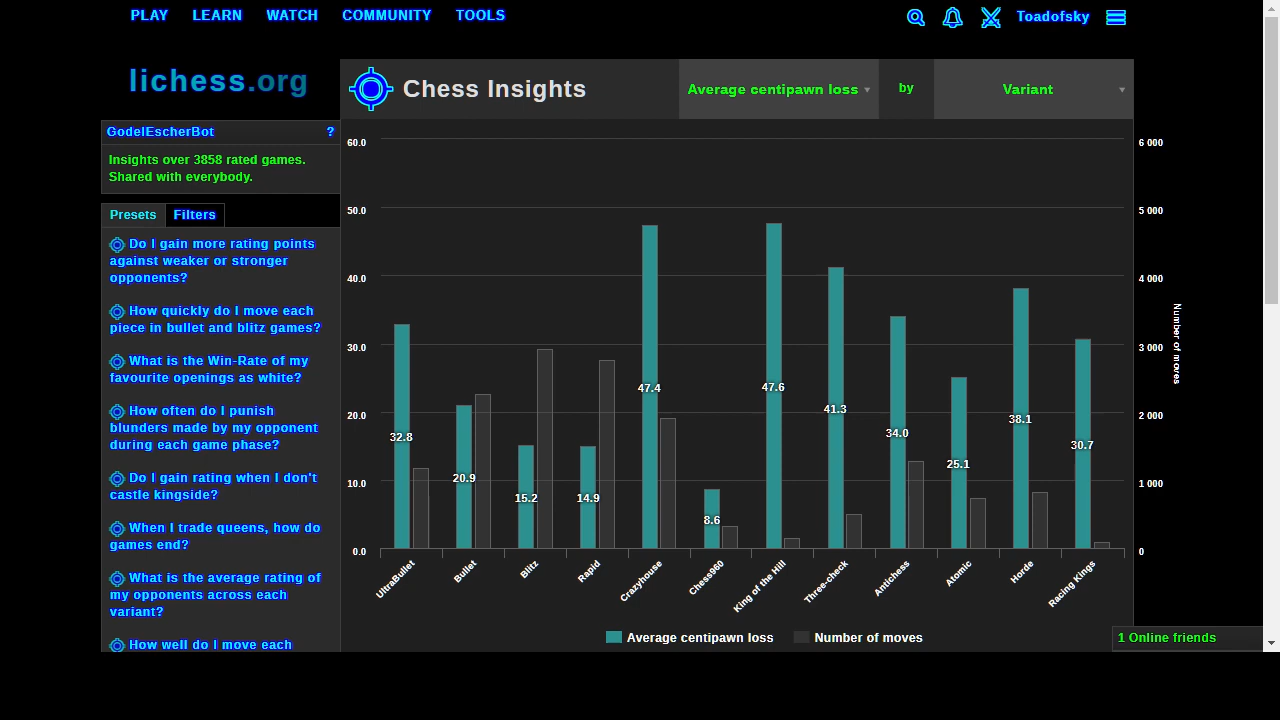 PLAY LEARN WATCH COMMUNITY TOOLS Toadofsky
lichess.org
Chess Insights Average centipawn loss by Variant
GodelEscherBot ?
Insights over 3858 rated games.
Shared with everybody.
Presets Filters
Do I gain more rating points
against weaker or stronger
opponents?
How quickly do I move each
piece in bullet and blitz games?
What is the Win-Rate of my
favourite openings as white?
How often do I punish
blunders made by my opponent
during each game phase?
Do I gain rating when I don't
castle kingside?
When I trade queens, how do
games end?
What is the average rating of
my opponents across each
variant?
How well do I move each
60.0
50.0
40.0
30.0
20.0
10.0
0.0
32.8
20.9
15.2
14.9
47.4
8.6
47.6
41.3
34.0
25.1
38.1
30.7
UltraBullet
Bullet
Blitz
Rapid
Crazyhouse
Chess960
King of the Hill
Three-check
Antichess
Atomic
Horde
Racing Kings
6 000
5 000
4 000
3 000
2 000
1 000
0
Number of moves
Average centipawn loss Number of moves
1 Online friends